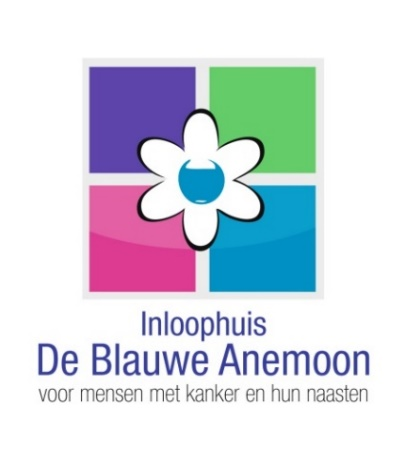 Inloophuis
De Blauwe Anemoon
voor mensen met kanker en hun naasten